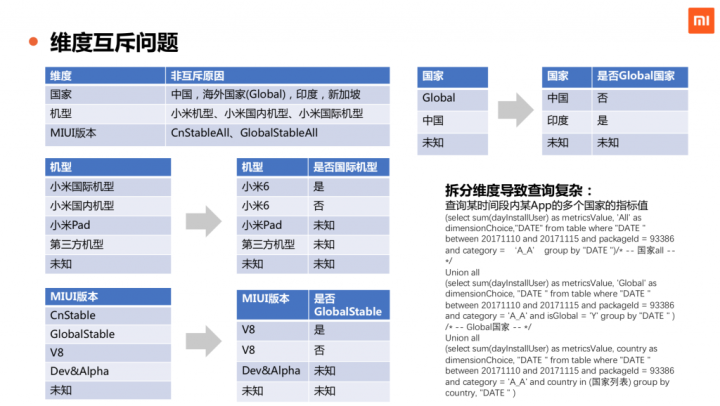 mi
维度互斥问题
维度 非互斥原因
国家 中国，海外国家(Global)，印度，新加坡
机型 小米机型、小米国内机型、小米国际机型
MIUI版本 CnStableAll、GlobalStableAll
国家
Global
中国
未知
国家 是否Global国家
中国 否
印度 是
未知 未知
机型
小米国际机型
小米国内机型
小米Pad
第三方机型
未知
机型 是否国际机型
小米6 是
小米6 否
小米Pad 未知
第三方机型 未知
未知 未知
MIUI版本
CnStable
GlobalStable
V8
Dev&Alpha
未知
MIUI版本 是否
GlobalStable
V8 是
V8 否
Dev&Alpha 未知
未知 未知
拆分维度导致查询复杂：
查询某时间段内某App的多个国家的指标值
(select sum(dayInstallUser) as metricsValue, 'All' as
dimensionChoice,"DATE" from table where "DATE "
between 20171110 and 20171115 and packageId = 93386
and category = 'A_A' group by "DATE ")/* -- 国家all --
*/
Union all
(select sum(dayInstallUser) as metricsValue, 'Global' as
dimensionChoice, "DATE " from table where "DATE "
between 20171110 and 20171115 and packageId = 93386
and category = 'A_A' and isGlobal = 'Y' group by "DATE " )
/* -- Global国家 -- */
Union all
(select sum(dayInstallUser) as metricsValue, country as
dimensionChoice, "DATE " from table where "DATE "
between 20171110 and 20171115 and packageId = 93386
and category = 'A_A' and country in (国家列表) group by
country, "DATE " )